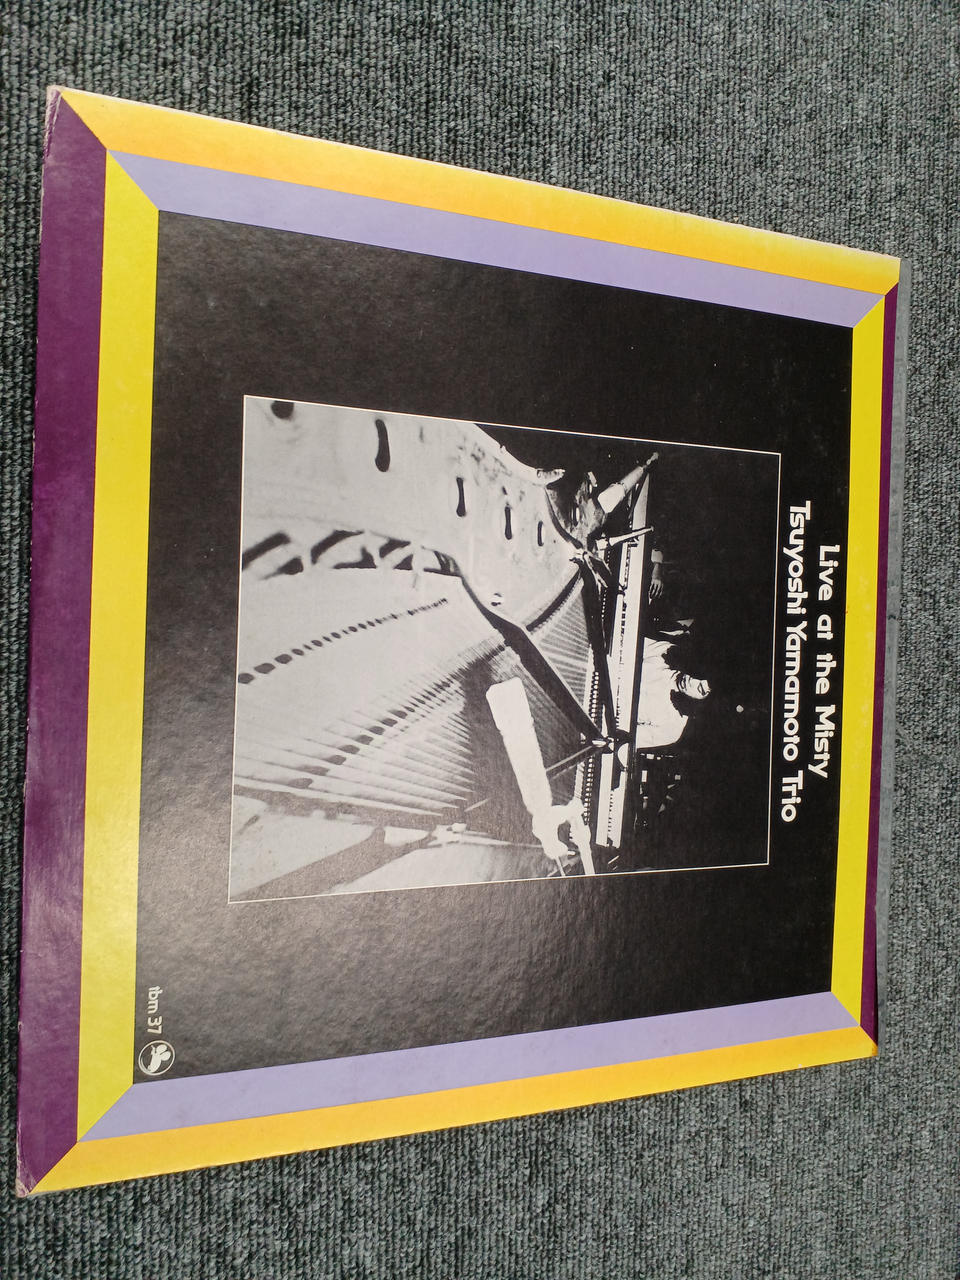 Live at the Misty
Tsuyoshi Yamamoto Trio
tbm 37